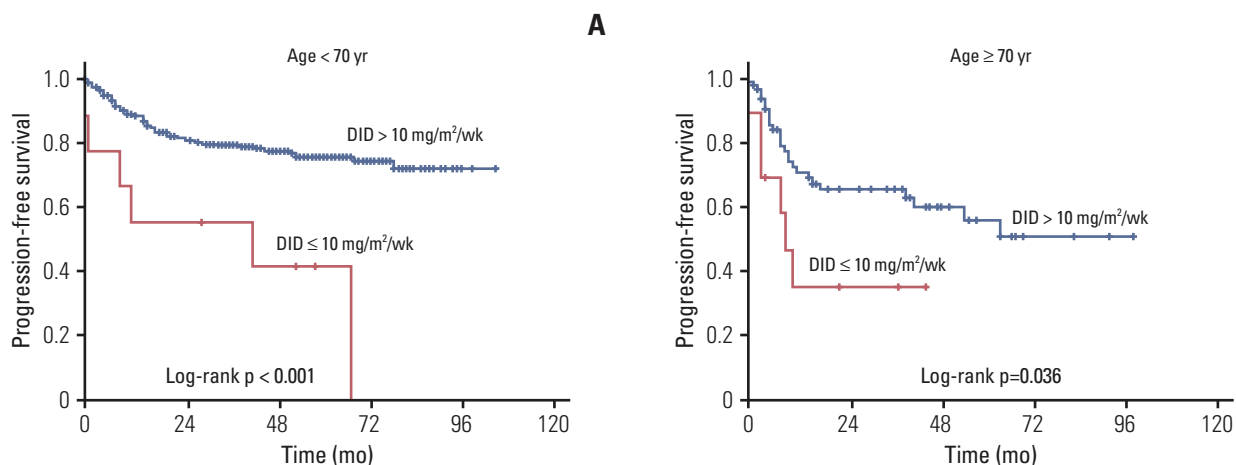 A
Age < 70 yr
Progression-free survival
1.0
0.8
0.6
0.4
0.2
0
DID > 10 mg/m²/wk
DID ≤ 10 mg/m²/wk
Log-rank p < 0.001
0 24 48 72 96 120
Time (mo)
Age ≥ 70 yr
Progression-free survival
1.0
0.8
0.6
0.4
0.2
0
DID > 10 mg/m²/wk
DID ≤ 10 mg/m²/wk
Log-rank p=0.036
0 24 48 72 96 120
Time (mo)